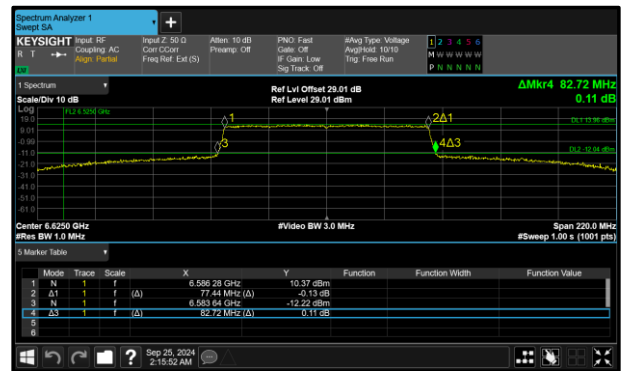 Spectrum Analyzer 1
Swept SA
+
KEYSIGHT Input: RF Input Z: 50 Ω Atten: 10 dB PNO: Fast #Avg Type: Voltage 1 2 3 4 5 6
R T Coupling: AC Corr CCorr Preamp: Off Gate: Off Avg|Hold: 10/10 M W W W W W
Align: Partial Freq Ref: Ext (S) IF Gain: Low Trig: Free Run
Sig Track: Off P N N N N N
1 Spectrum
Ref Lvl Offset 29.01 dB ΔMkr4 82.72 MHz
Scale/Div 10 dB Ref Level 29.01 dBm 0.11 dB
Log
19.0
9.01
-0.99
-11.0
-21.0
-31.0
-41.0
-51.0
-61.0
FL2 6.5250 GHz
1
2Δ1
DL1 13.96 dBm
3
4Δ3
DL2 -12.04 dBm
Center 6.6250 GHz #Video BW 3.0 MHz Span 220.0 MHz
#Res BW 1.0 MHz #Sweep 1.00 s (1001 pts)
5 Marker Table
Mode Trace Scale X Y Function Function Width Function Value
1 N 1 f 6.586 28 GHz 10.37 dBm
2 Δ1 1 f (Δ) 77.44 MHz (Δ) -0.13 dB
3 N 1 f 6.583 64 GHz -12.22 dBm
4 Δ3 1 f (Δ) 82.72 MHz (Δ) 0.11 dB
5
6
?
Sep 25, 2024
2:15:52 AM